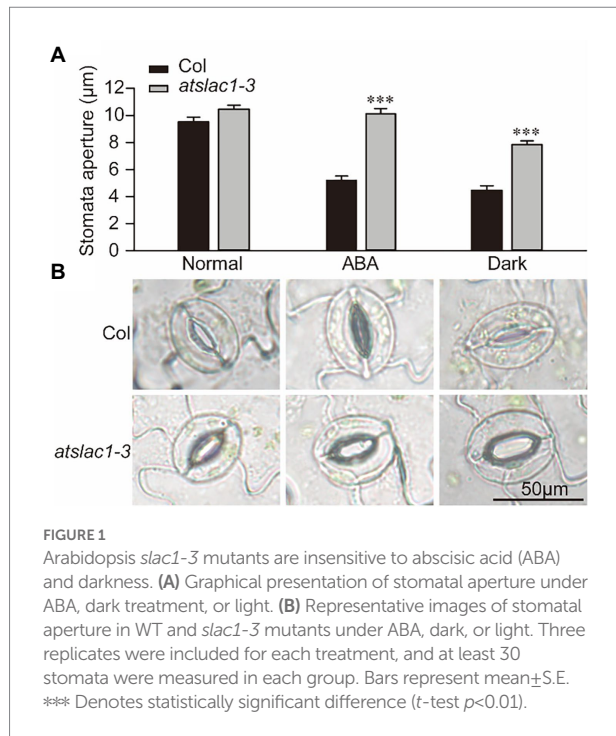 A
Col
atslac1-3
Stomata aperture (µm)
12
10
8
6
4
2
0
***
***
Normal ABA Dark
B
Col
atslac1-3
50µm
FIGURE 1
Arabidopsis slac1-3 mutants are insensitive to abscisic acid (ABA)
and darkness. (A) Graphical presentation of stomatal aperture under
ABA, dark treatment, or light. (B) Representative images of stomatal
aperture in WT and slac1-3 mutants under ABA, dark, or light. Three
replicates were included for each treatment, and at least 30
stomata were measured in each group. Bars represent mean±S.E.
*** Denotes statistically significant difference (t-test p<0.01).